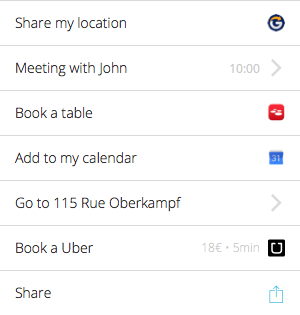 Share my location
Meeting with John 10:00
Book a table
Add to my calendar 31
Go to 115 Rue Oberkampf
Book a Uber 18€ • 5min
Share